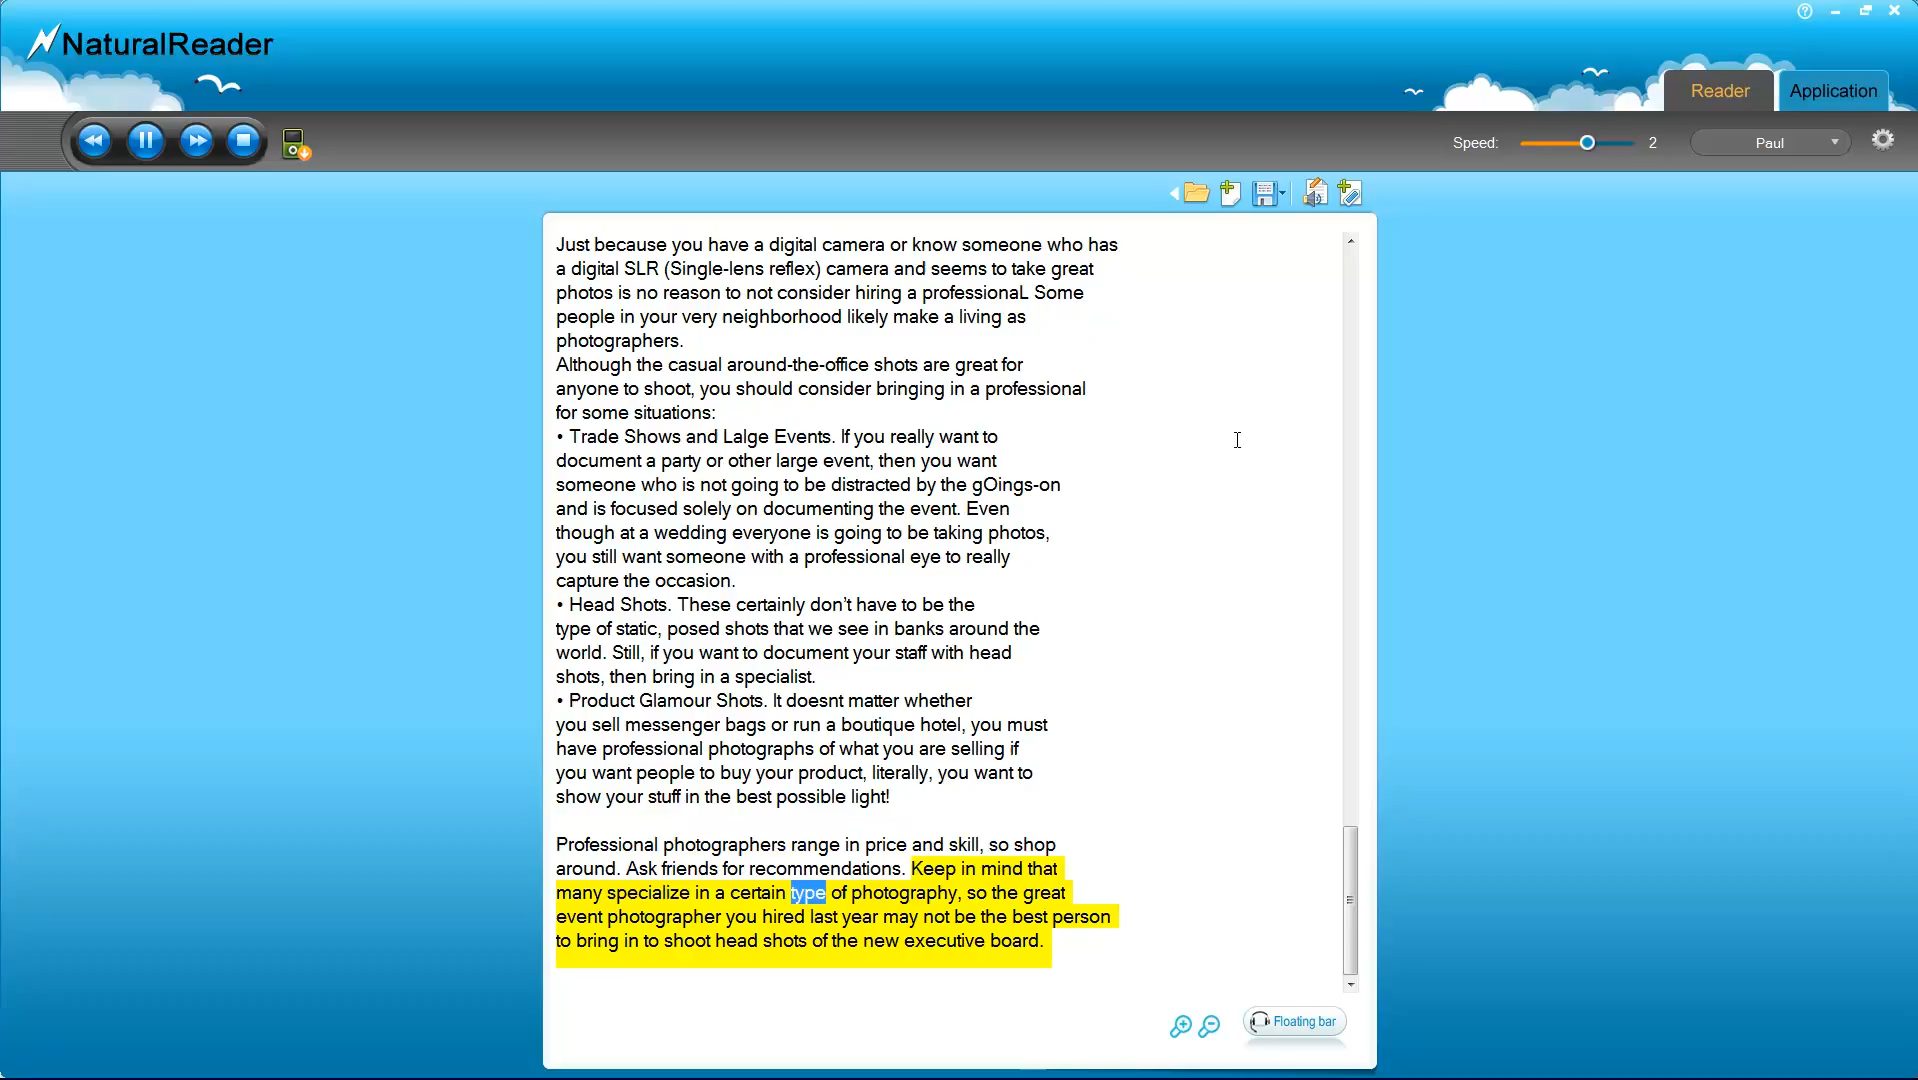 NaturalReader
Reader
Application
Speed:
2
Paul
Just because you have a digital camera or know someone who has
a digital SLR (Single-lens reflex) camera and seems to take great
photos is no reason to not consider hiring a professionaL Some
people in your very neighborhood likely make a living as
photographers.
Although the casual around-the-office shots are great for
anyone to shoot, you should consider bringing in a professional
for some situations:
• Trade Shows and Lalge Events. If you really want to
document a party or other large event, then you want
someone who is not going to be distracted by the gOings-on
and is focused solely on documenting the event. Even
though at a wedding everyone is going to be taking photos,
you still want someone with a professional eye to really
capture the occasion.
• Head Shots. These certainly don’t have to be the
type of static, posed shots that we see in banks around the
world. Still, if you want to document your staff with head
shots, then bring in a specialist.
• Product Glamour Shots. It doesnt matter whether
you sell messenger bags or run a boutique hotel, you must
have professional photographs of what you are selling if
you want people to buy your product, literally, you want to
show your stuff in the best possible light!
Professional photographers range in price and skill, so shop
around. Ask friends for recommendations. Keep in mind that
many specialize in a certain type of photography, so the great
event photographer you hired last year may not be the best person
to bring in to shoot head shots of the new executive board.
Floating bar